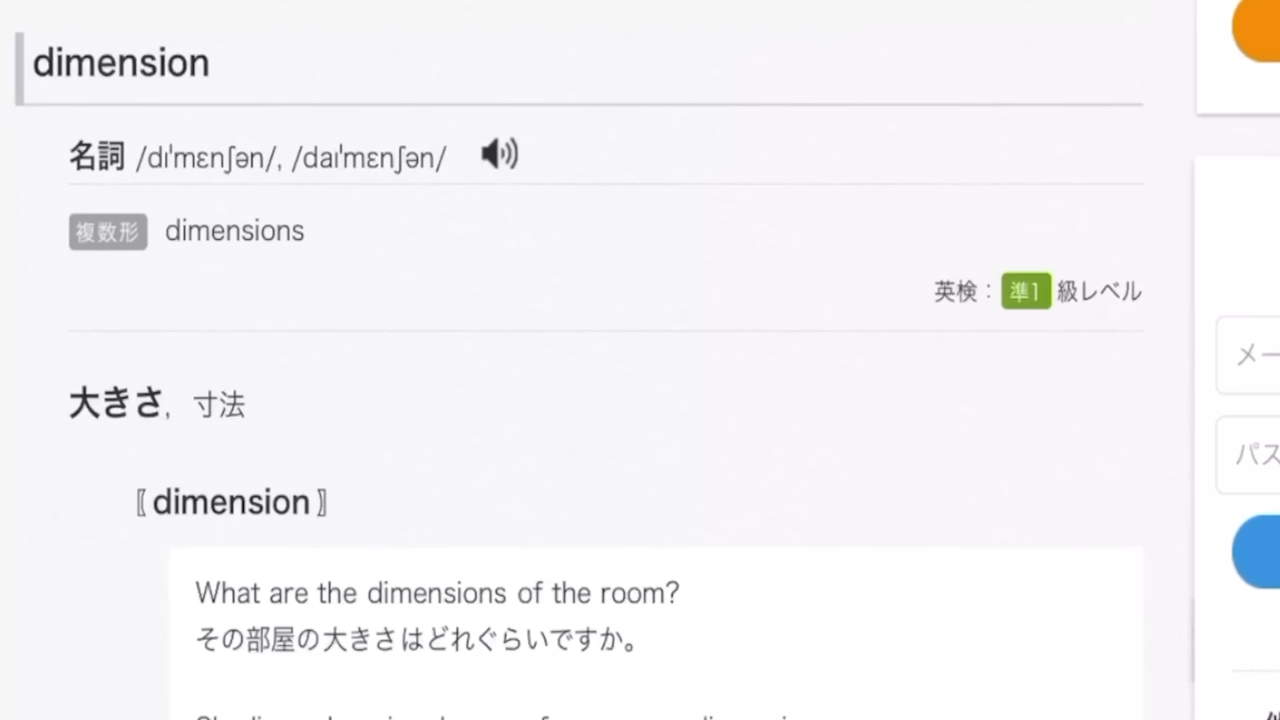 dimension
名詞 /dɪˈmɛnʃən/, /daɪˈmɛnʃən/
複数形 dimensions
英検：準1級レベル
大きさ, 寸法
〖dimension〗
What are the dimensions of the room?
その部屋の大きさはどれぐらいですか。
メー
パス